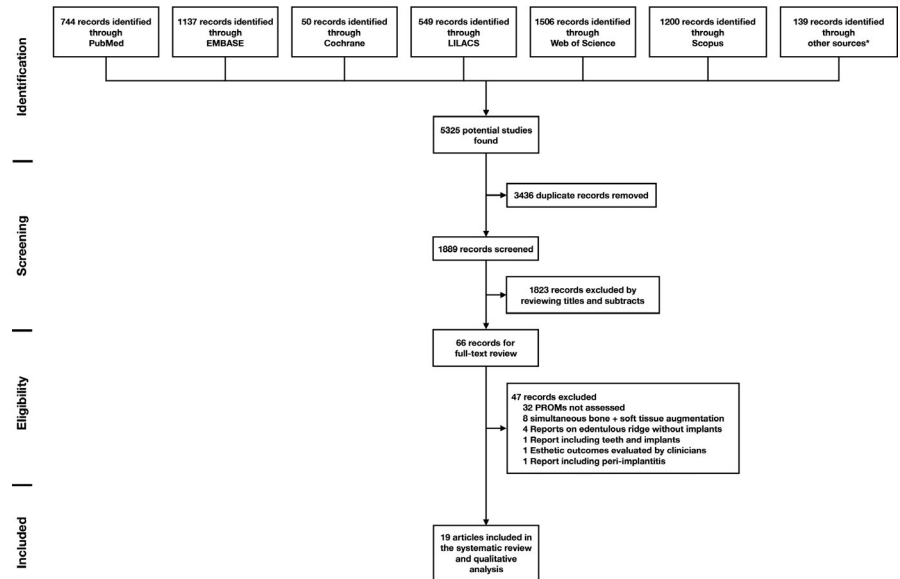 Identification
744 records identified
through
PubMed
1137 records identified
through
EMBASE
50 records identified
through
Cochrane
549 records identified
through
LILACS
1506 records identified
through
Web of Science
1200 records identified
through
Scopus
139 records identified
through
other sources*
5325 potential studies
found
Screening
3436 duplicate records removed
1889 records screened
1823 records excluded by
reviewing titles and subtracts
Eligibility
66 records for
full-text review
47 records excluded
32 PROMs not assessed
8 simultaneous bone + soft tissue augmentation
4 Reports on edentulous ridge without implants
1 Report including teeth and implants
1 Esthetic outcomes evaluated by clinicians
1 Report including peri-implantitis
Included
19 articles included in
the systematic review
and qualitative
analysis